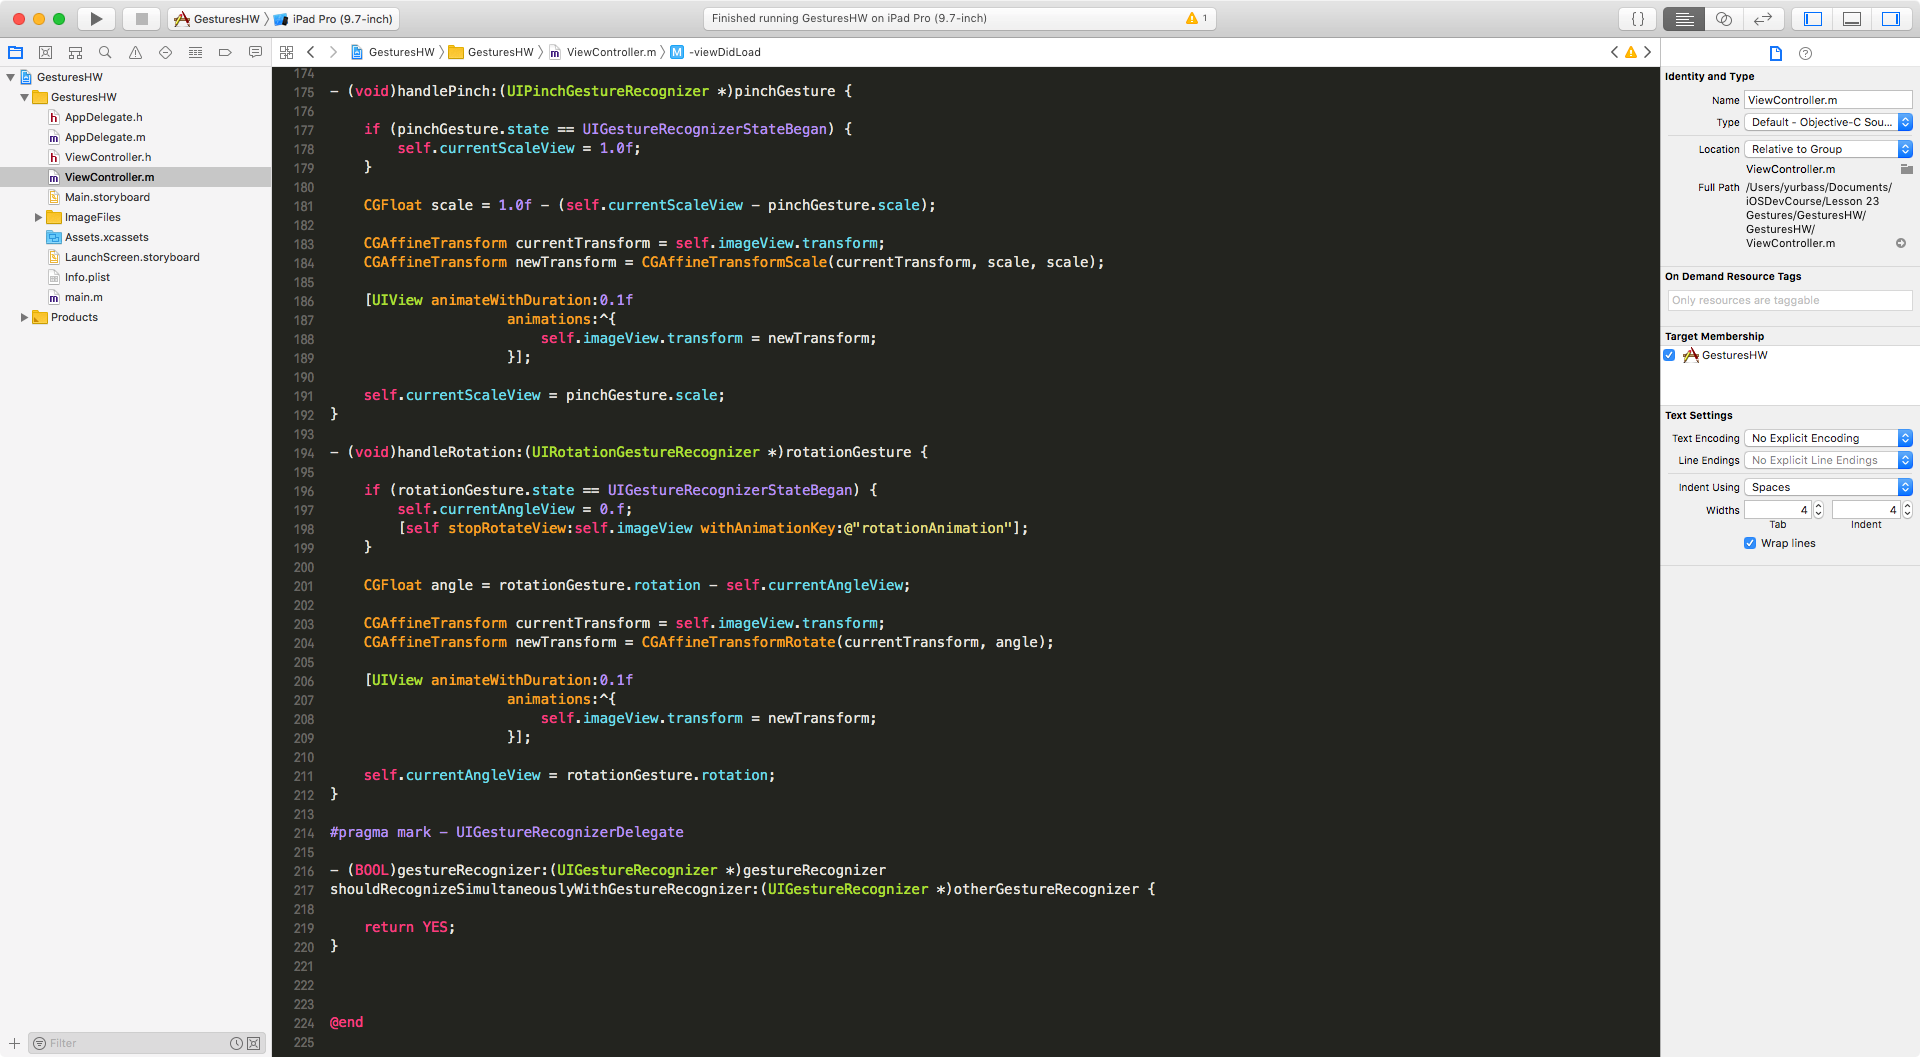 GesturesHW iPad Pro (9.7-inch)
Finished running GesturesHW on iPad Pro (9.7-inch)
1
{ }
GesturesHW GesturesHW ViewController.m M -viewDidLoad
GesturesHW
GesturesHW
h AppDelegate.h
m AppDelegate.m
h ViewController.h
m ViewController.m
Main.storyboard
ImageFiles
Assets.xcassets
LaunchScreen.storyboard
Info.plist
m main.m
Products
Filter
174
175 - (void)handlePinch:(UIPinchGestureRecognizer *)pinchGesture {
176
177 if (pinchGesture.state == UIGestureRecognizerStateBegan) {
178 self.currentScaleView = 1.0f;
179 }
180
181 CGFloat scale = 1.0f - (self.currentScaleView - pinchGesture.scale);
182
183 CGAffineTransform currentTransform = self.imageView.transform;
184 CGAffineTransform newTransform = CGAffineTransformScale(currentTransform, scale, scale);
185
186 [UIView animateWithDuration:0.1f
187 animations:^{
188 self.imageView.transform = newTransform;
189 }];
190
191 self.currentScaleView = pinchGesture.scale;
192 }
193
194 - (void)handleRotation:(UIRotationGestureRecognizer *)rotationGesture {
195
196 if (rotationGesture.state == UIGestureRecognizerStateBegan) {
197 self.currentAngleView = 0.f;
198 [self stopRotateView:self.imageView withAnimationKey:@"rotationAnimation"];
199 }
200
201 CGFloat angle = rotationGesture.rotation - self.currentAngleView;
202
203 CGAffineTransform currentTransform = self.imageView.transform;
204 CGAffineTransform newTransform = CGAffineTransformRotate(currentTransform, angle);
205
206 [UIView animateWithDuration:0.1f
207 animations:^{
208 self.imageView.transform = newTransform;
209 }];
210
211 self.currentAngleView = rotationGesture.rotation;
212 }
213
214 #pragma mark - UIGestureRecognizerDelegate
215
216 - (BOOL)gestureRecognizer:(UIGestureRecognizer *)gestureRecognizer
217 shouldRecognizeSimultaneouslyWithGestureRecognizer:(UIGestureRecognizer *)otherGestureRecognizer {
218
219 return YES;
220 }
221
222
223
224 @end
225
Identity and Type
Name ViewController.m
Type Default - Objective-C Sou...
Location Relative to Group
ViewController.m
Full Path /Users/yurbass/Documents/
iOSDevCourse/Lesson 23
Gestures/GesturesHW/
GesturesHW/
ViewController.m
On Demand Resource Tags
Only resources are taggable
Target Membership
GesturesHW
Text Settings
Text Encoding No Explicit Encoding
Line Endings No Explicit Line Endings
Indent Using Spaces
Widths 4 4
Tab Indent
Wrap lines